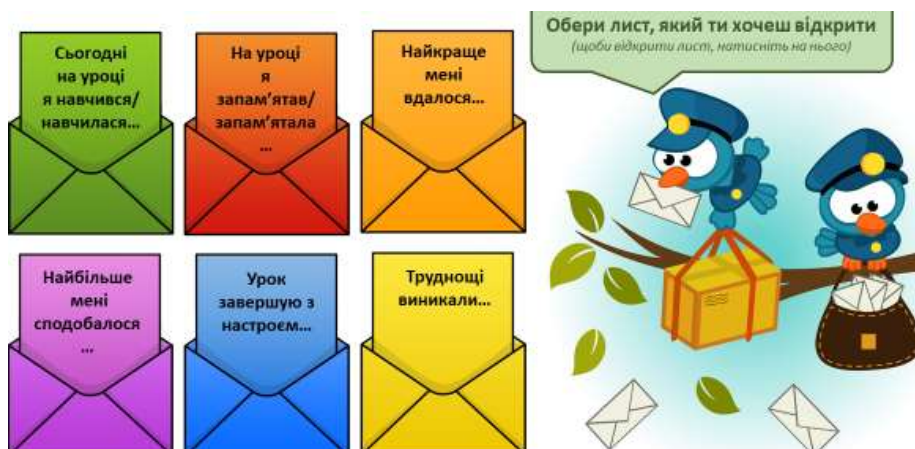 Сьогодні
на уроці
я навчився/
навчилася...
На уроці
я
запам’ятав/
запам’ятала
...
Найкраще
мені
вдалося...
Обери лист, який ти хочеш відкрити
(щоби відкрити лист, натисніть на нього)
Найбільше
мені
сподобалося
...
Урок
завершую з
настроєм...
Труднощі
виникали...